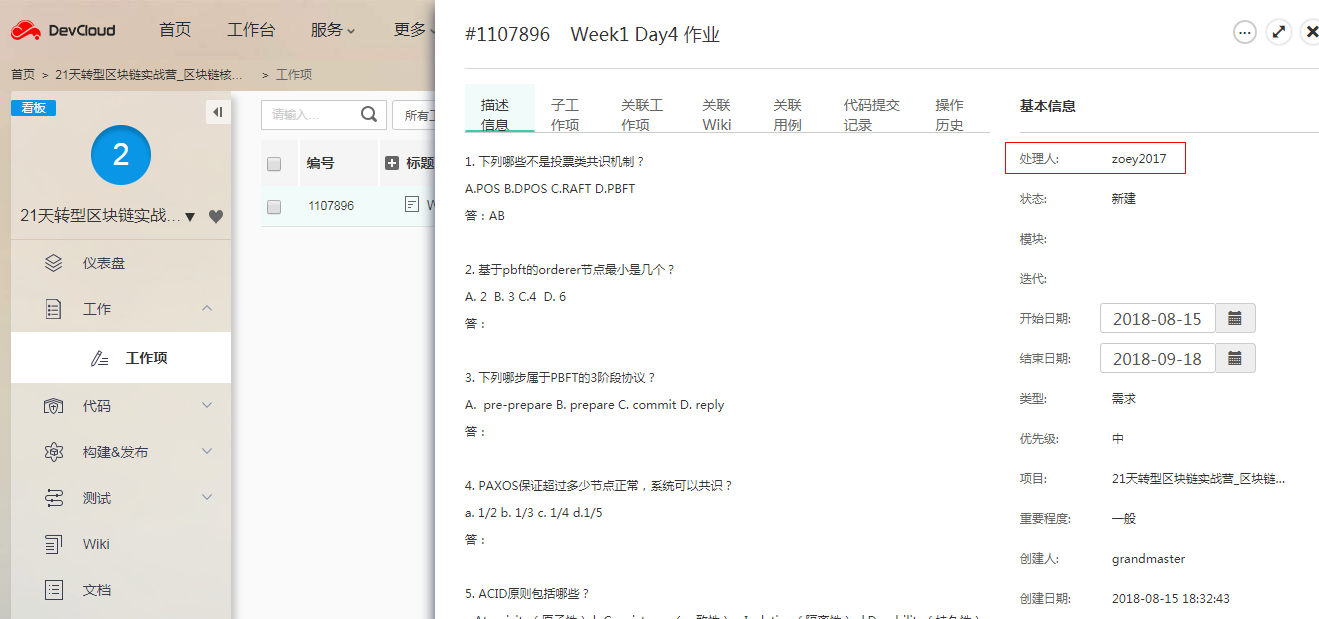 DevCloud 首页 工作台 服务 更多
首页 > 21天转型区块链实战营_区块链核... > 工作项
看板
2
21天转型区块链实战...
仪表盘
工作
工作项
代码
构建&发布
测试
Wiki
文档
请输入...
所有
编号 标题
1107896
#1107896 Week1 Day4 作业
描述信息
子工作项
关联工作项
关联Wiki
关联用例
代码提交记录
操作历史
1. 下列哪些不是投票类共识机制？
A.POS B.DPOS C.RAFT D.PBFT
答：AB
2. 基于pbft的orderer节点最小是几个？
A. 2 B. 3 C.4 D. 6
答：
3. 下列哪步属于PBFT的3阶段协议？
A. pre-prepare B. prepare C. commit D. reply
答：
4. PAXOS保证超过多少节点正常，系统可以共识？
a. 1/2 b. 1/3 c. 1/4 d.1/5
答：
5. ACID原则包括哪些？
基本信息
处理人: zoey2017
状态: 新建
模块:
迭代:
开始日期: 2018-08-15
结束日期: 2018-09-18
类型: 需求
优先级: 中
项目: 21天转型区块链实战营_区块链...
重要程度: 一般
创建人: grandmaster
创建日期: 2018-08-15 18:32:43